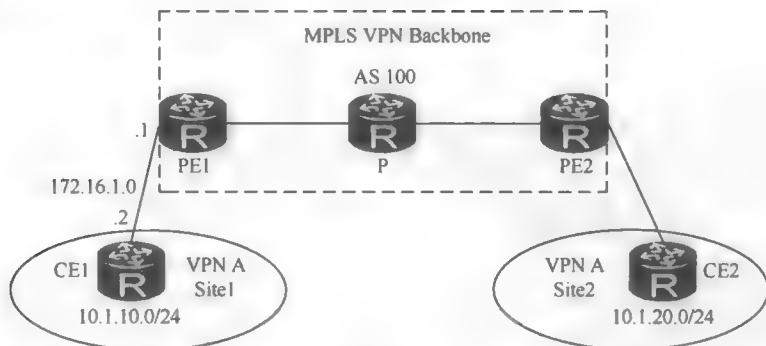 MPLS VPN Backbone
AS 100
.1
R
R
R
PE1
P
PE2
172.16.1.0
.2
CE1
R
VPN A
Site1
10.1.10.0/24
VPN A
Site2
R
CE2
10.1.20.0/24